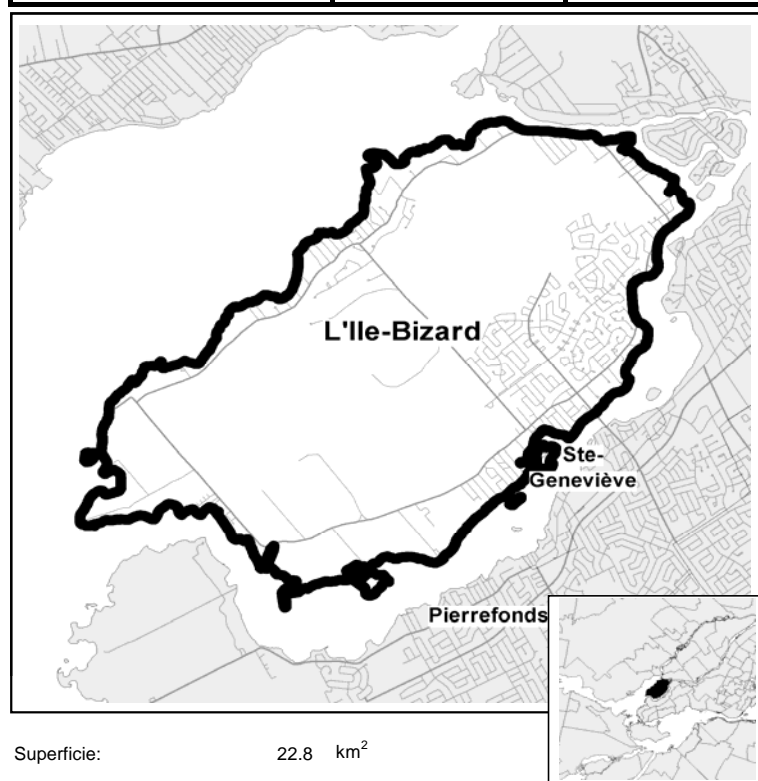 L'Ile-Bizard
Ste-
Geneviève
Pierrefonds
Superficie: 22.8 km²